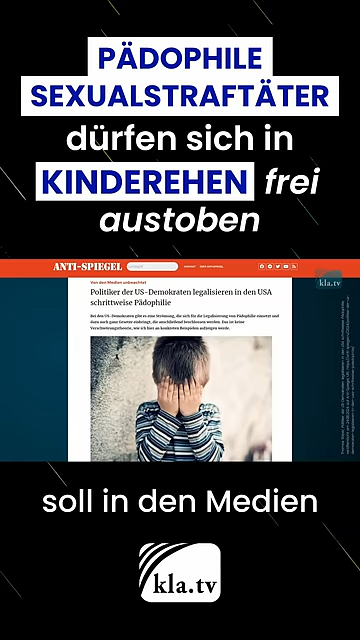 PÄDOPHILE
SEXUALSTRAFTÄTER
dürfen sich in
KINDEREHEN frei
austoben
ANTI-SPIEGEL
kla.tv
Von den Medien unbeachtet
Politiker der US-Demokraten legalisieren in den USA
schrittweise Pädophilie
Bei den US-Demokraten gibt es eine Strömung, die sich für die Legalisierung von Pädophilie einsetzt und
dazu auch ganz Gesetze einbringt, die anschließend beschlossen werden. Das ist keine
Verschwörungstheorie, wie ich hier an konkreten Beispielen aufzeigen werde.
soll in den Medien
kla.tv